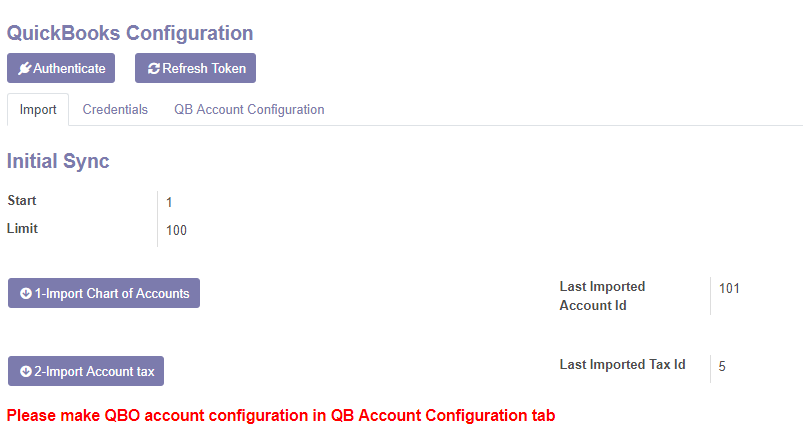 QuickBooks Configuration
Authenticate Refresh Token
Import Credentials QB Account Configuration
Initial Sync
Start 1
Limit 100
1-Import Chart of Accounts Last Imported 101
Account Id
2-Import Account tax Last Imported Tax Id 5
Please make QBO account configuration in QB Account Configuration tab